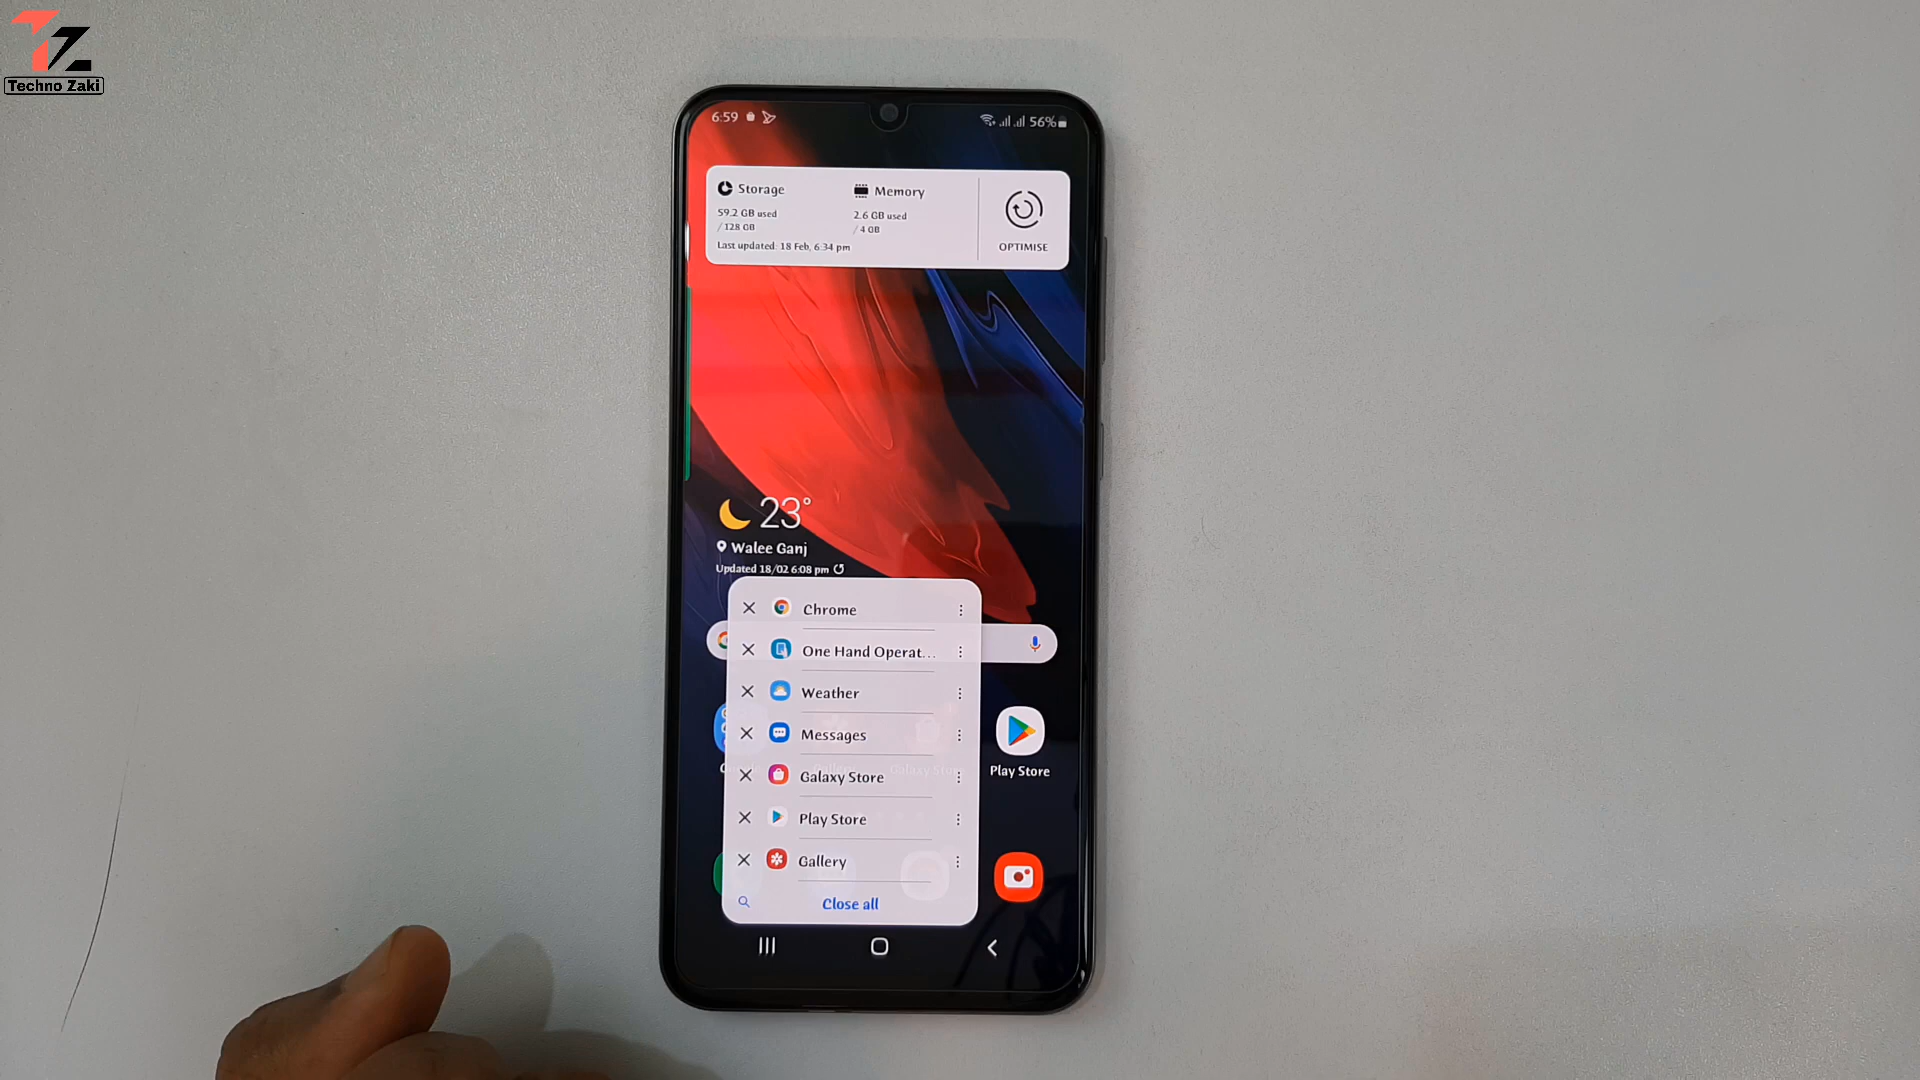 TZ
Techno Zaki
6:59
56%
Storage
59.2 GB used
/ 128 GB
Memory
2.6 GB used
/ 4 GB
Last updated: 18 Feb, 6:34 pm
OPTIMISE
23°
Walee Ganj
Updated 18/02 6:08 pm
Chrome
One Hand Operat...
Weather
Messages
Galaxy Store
Play Store
Gallery
Close all
Play Store